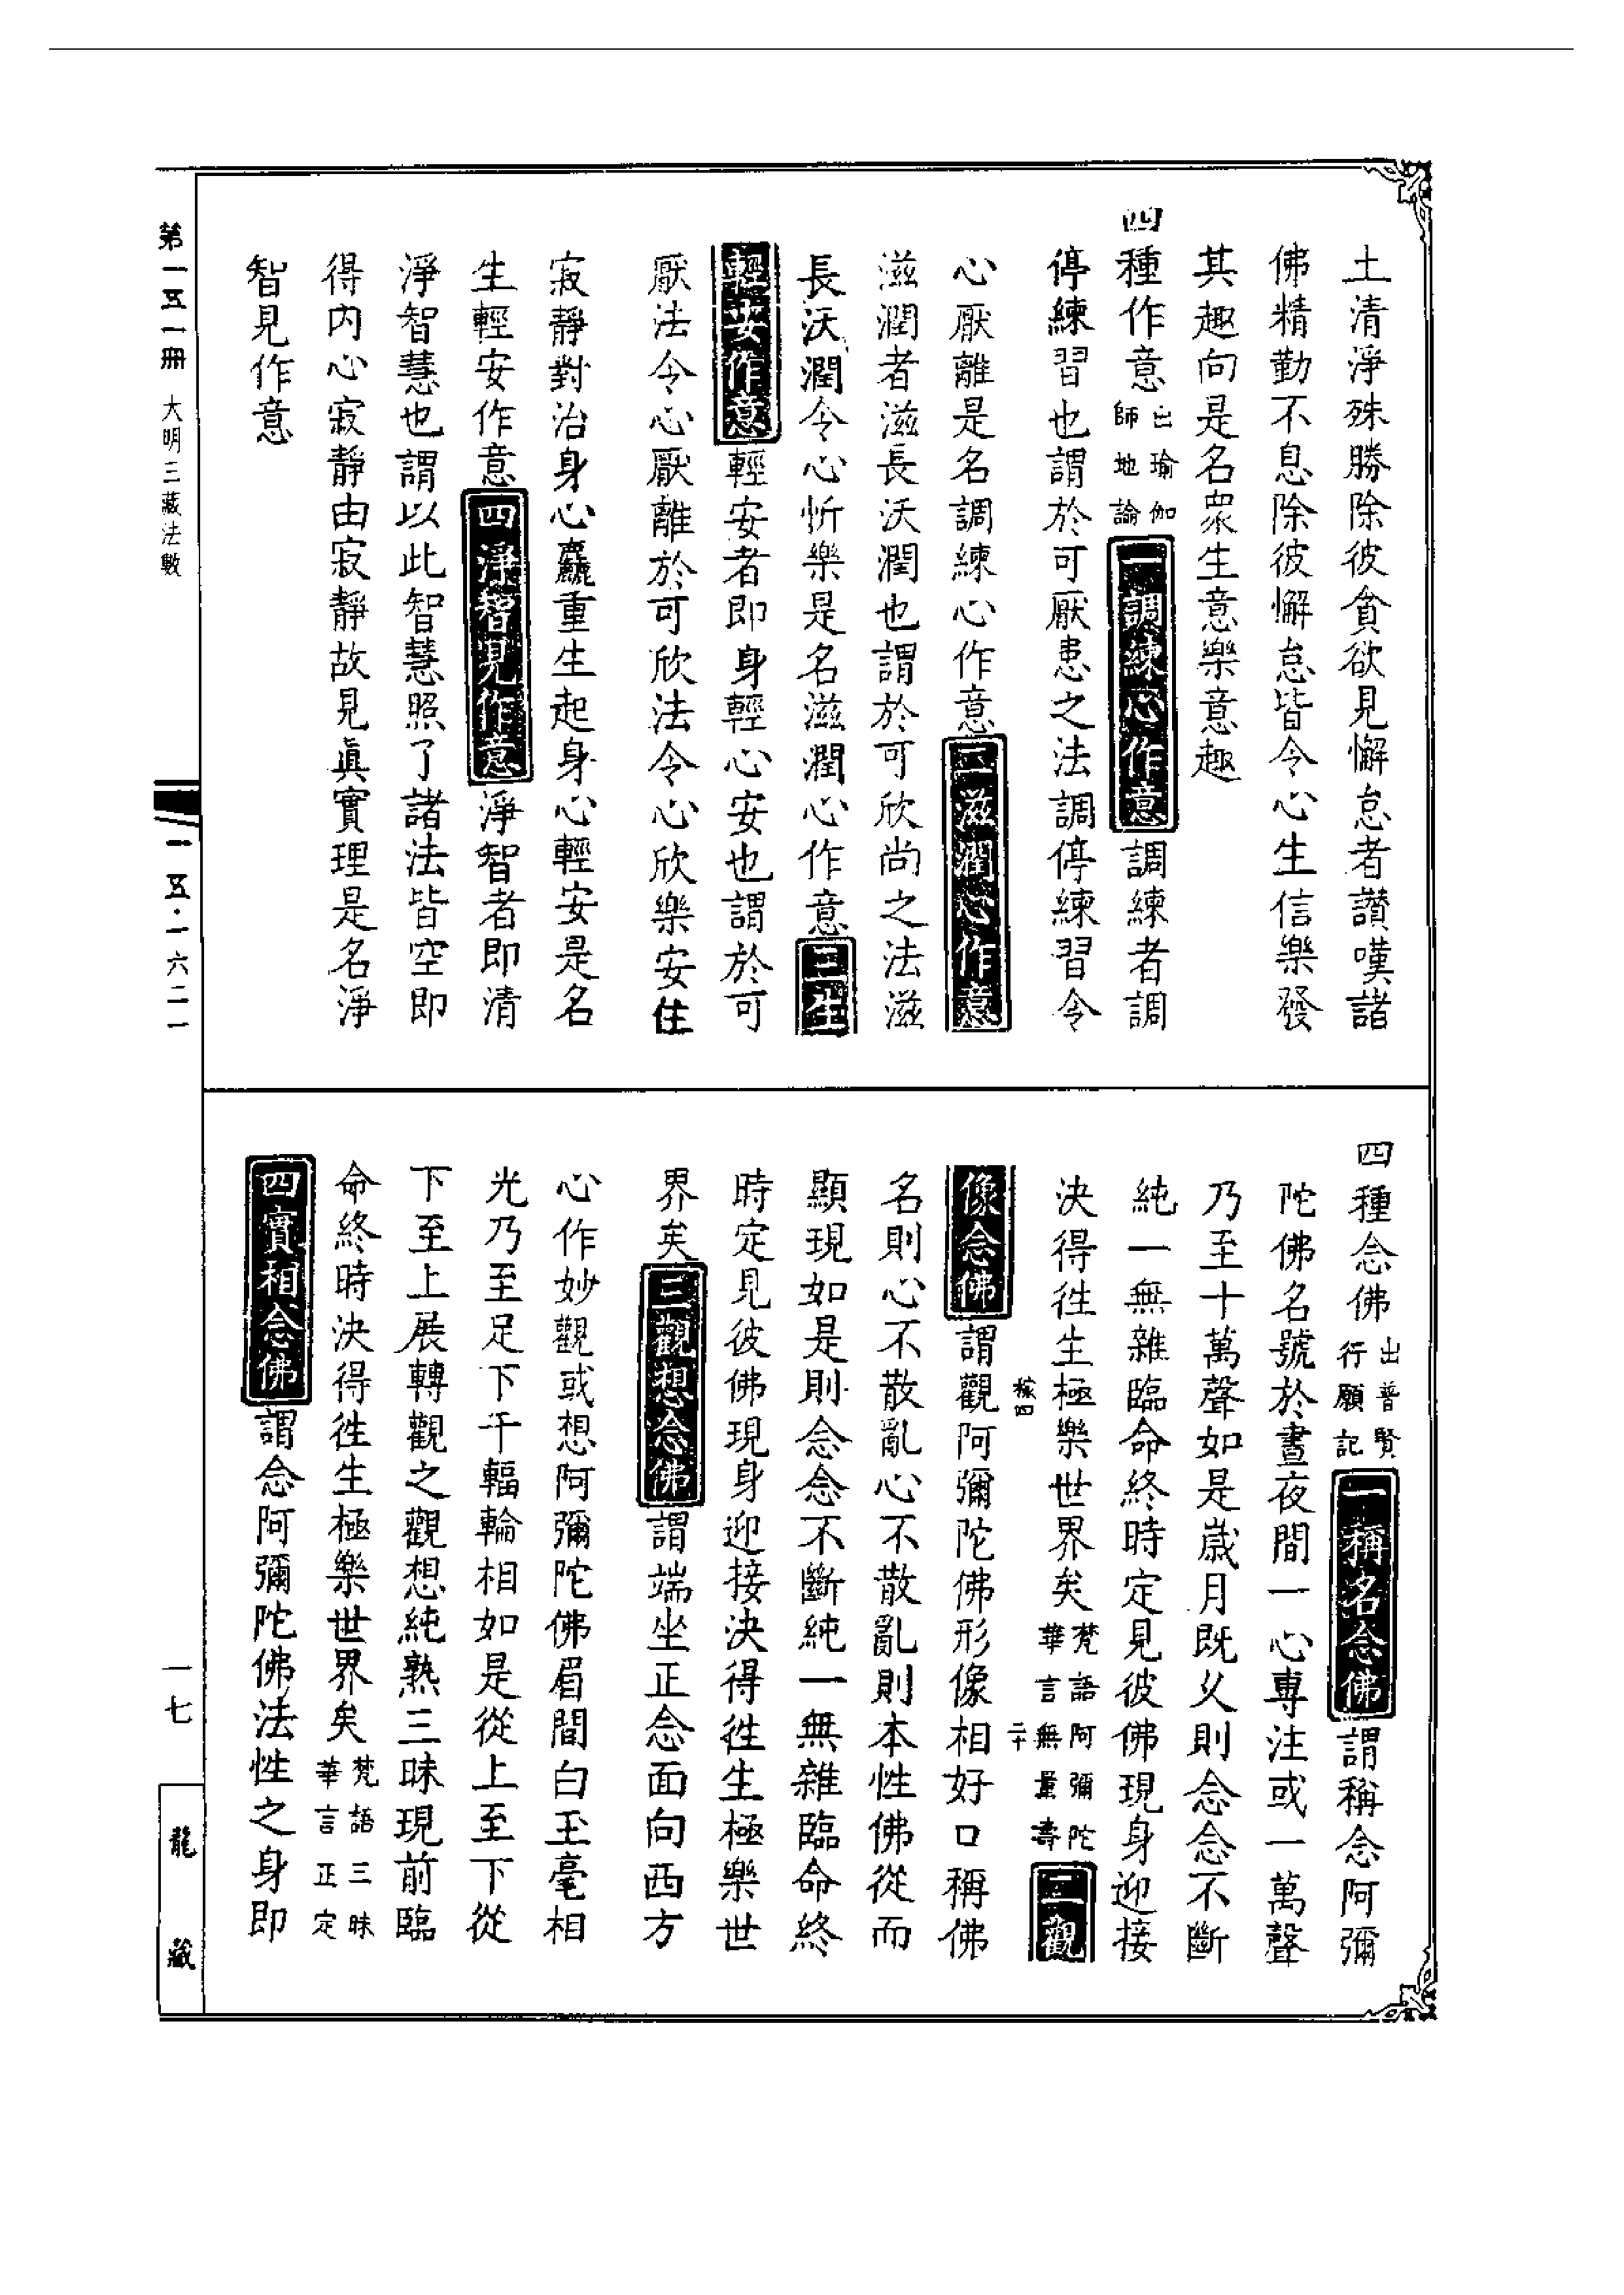 土清淨殊勝除彼貪欲見懈怠者讚嘆諸
佛精勤不息除彼懈怠皆令心生信樂發
其趣向是名眾生意樂意趣
四種作意出瑜伽師地論一調練心作意調練者調
停練習也謂於可厭患之法調停練習令
心厭離是名調練心作意二滋潤心作意
滋潤者滋長沃潤也謂於可欣尚之法滋
長沃潤令心忻樂是名滋潤心作意三生
輕安作意輕安者即身輕心安也謂於可
厭法令心厭離於可欣法令心欣樂安住
寂靜對治身心麤重生起身心輕安是名
生輕安作意四淨智見作意淨智者即清
淨智慧也謂以此智慧照了諸法皆空即
得内心寂靜由寂靜故見眞實理是名淨
智見作意
四種念佛出普賢行願記一稱名念佛謂稱念阿彌
陀佛名號於晝夜間一心專注或一萬聲
乃至十萬聲如是歲月既乆則念念不斷
純一無雜臨命終時定見彼佛現身迎接
決得徃生極樂世界矣梵語阿彌陀華言無量壽二觀
稼四 二十
像念佛謂觀阿彌陀佛形像相好口稱佛
名則心不散亂心不散亂則本性佛從而
顯現如是則念念不斷純一無雜臨命終
時定見彼佛現身迎接決得徃生極樂世
界矣三觀想念佛謂端坐正念面向西方
心作妙觀或想阿彌陀佛眉間白玉毫相
光乃至足下千輻輪相如是從上至下從
下至上展轉觀之觀想純熟三昧現前臨
命終時決得徃生極樂世界矣梵語三昧華言正定
四實相念佛謂念阿彌陀佛法性之身即
第一五一册 大明三藏法數
一五·一六二一
一七
龍藏